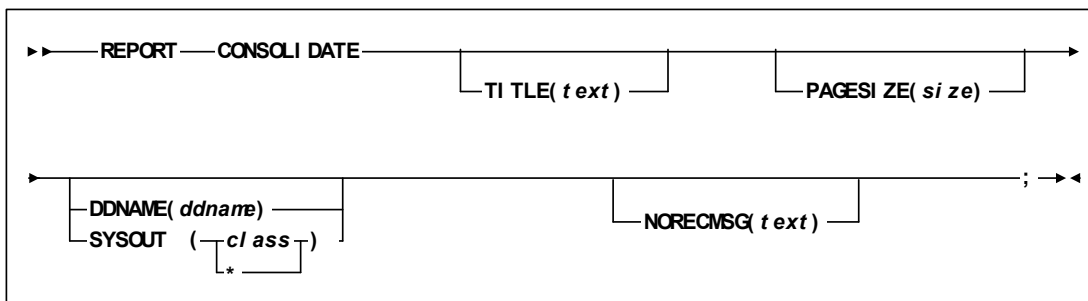 REPORT CONSOLIDATE
TITLE(text) PAGESIZE(size)
DDNAME(ddname) ;
SYSOUT (class) NORECMSG(text)
*